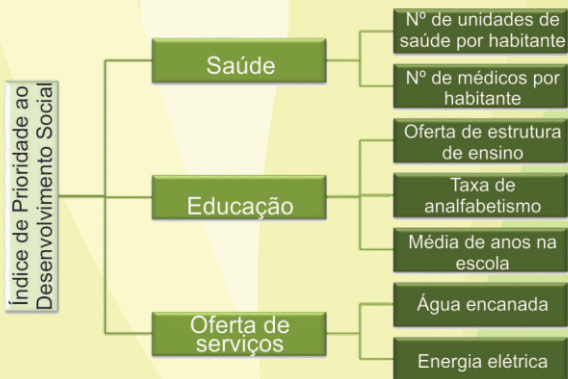 Índice de Prioridade ao
Desenvolvimento Social
Saúde
Nº de unidades de
saúde por habitante
Nº de médicos por
habitante
Educação
Oferta de estrutura
de ensino
Taxa de
analfabetismo
Média de anos na
escola
Oferta de
serviços
Água encanada
Energia elétrica